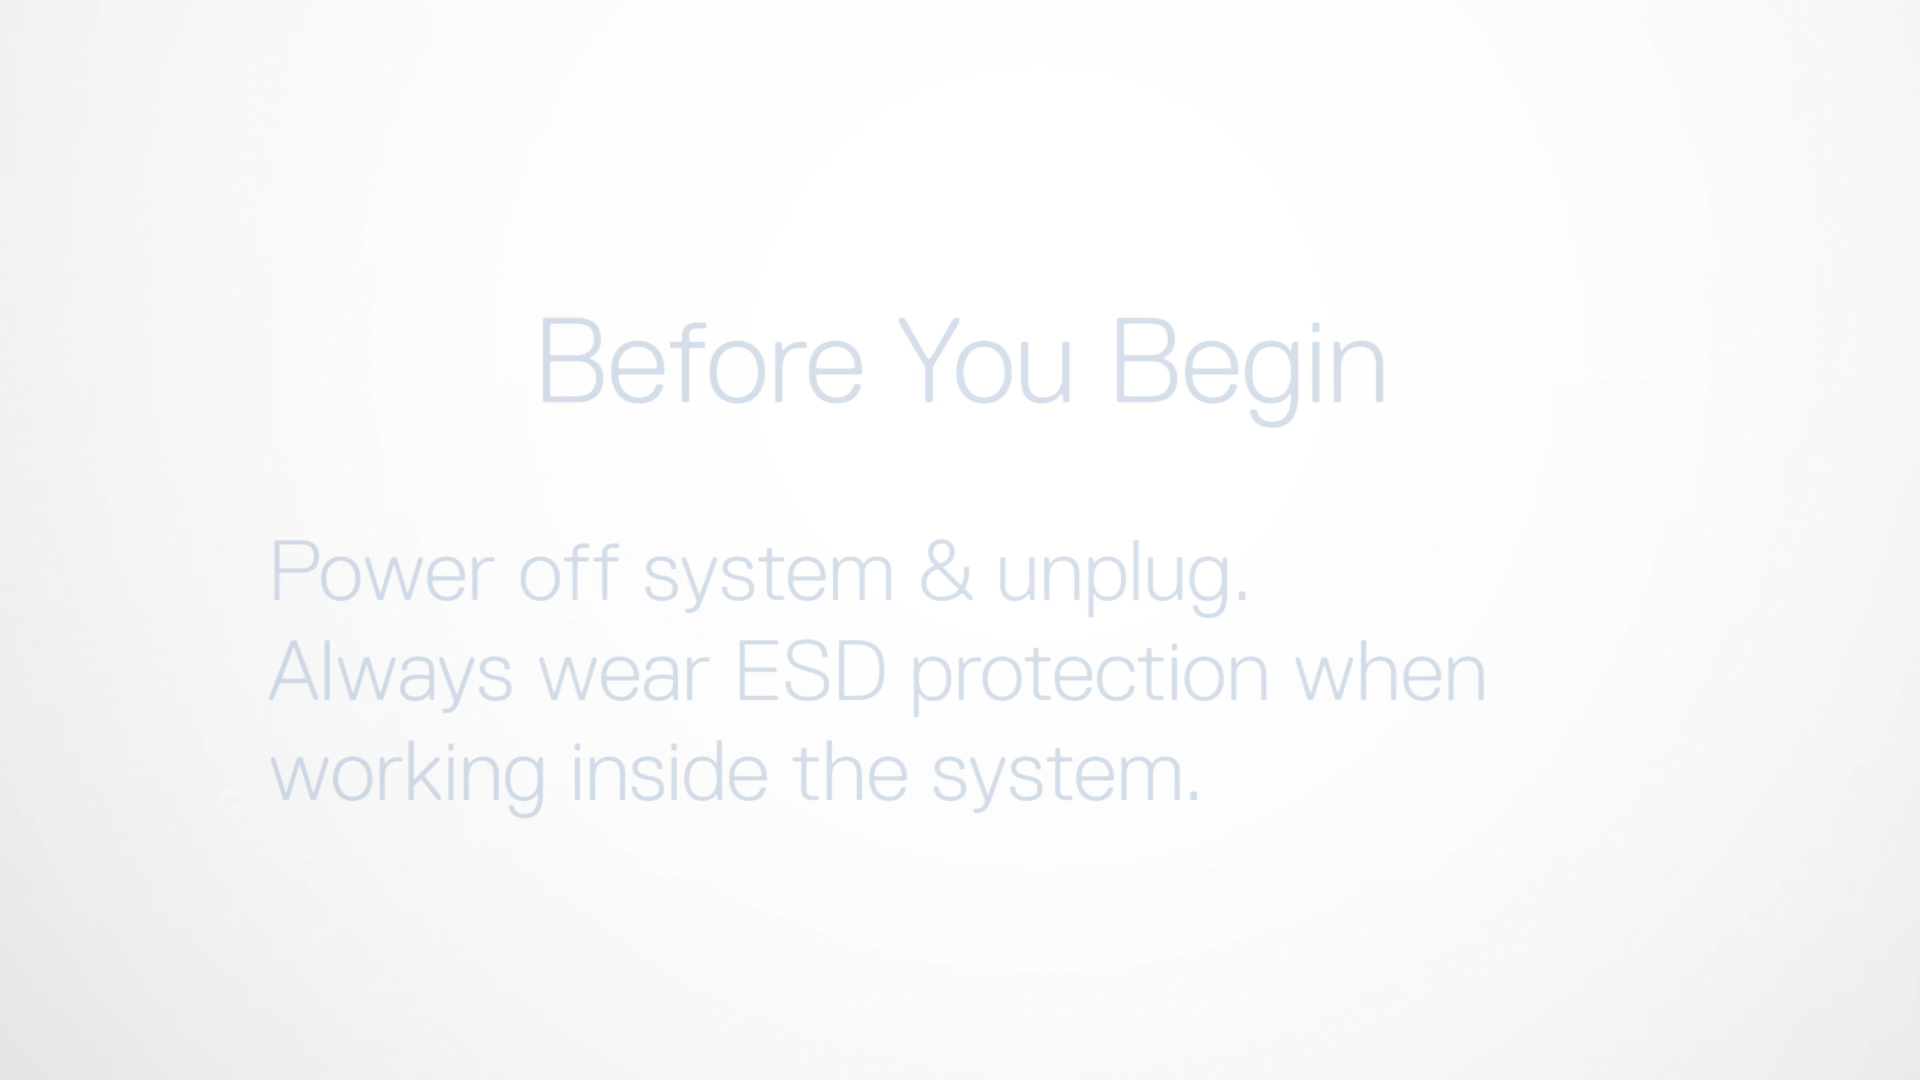 Before You Begin
Power off system & unplug.
Always wear ESD protection when
working inside the system.